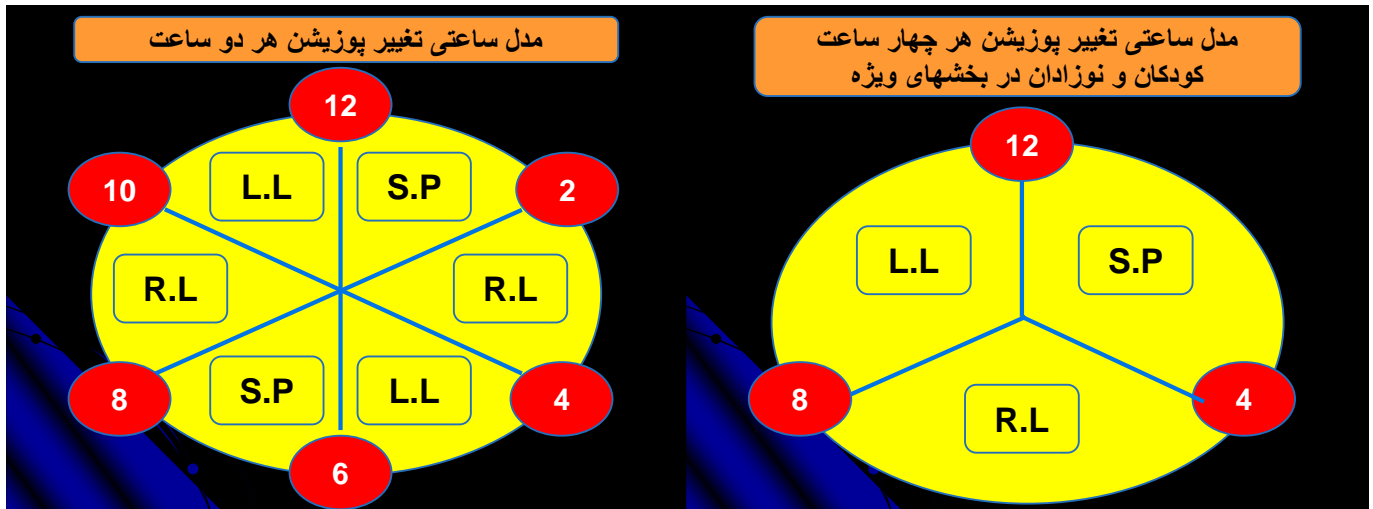 مدل ساعتی تغییر پوزیشن هر دو ساعت
12
10
L.L
S.P
2
R.L
R.L
8
S.P
L.L
4
6
مدل ساعتی تغییر پوزیشن هر چهار ساعت
کودکان و نوزادان در بخشهای ویژه
12
L.L
S.P
8
R.L
4